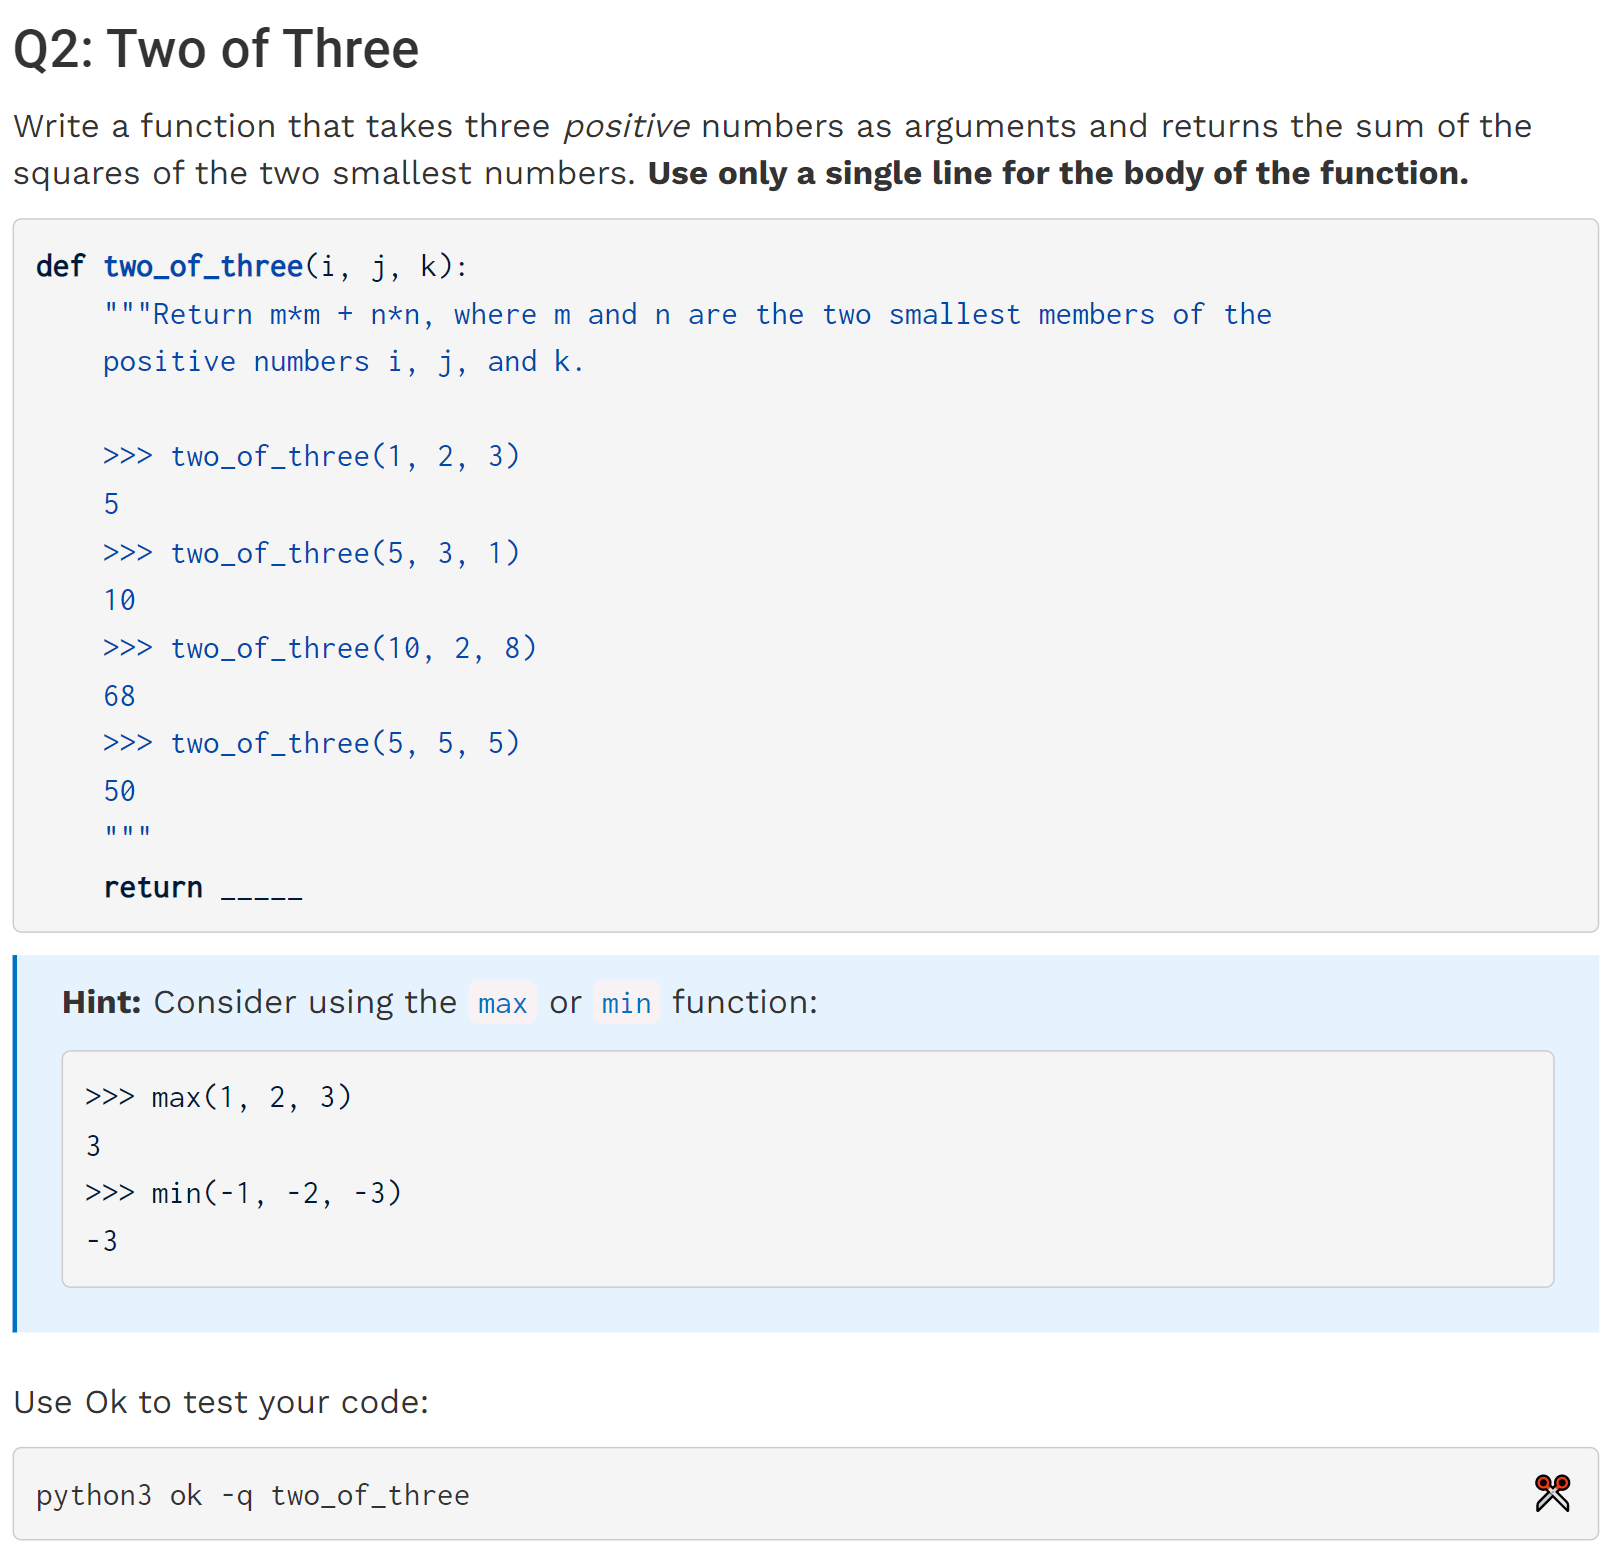 Q2: Two of Three
Write a function that takes three positive numbers as arguments and returns the sum of the
squares of the two smallest numbers. Use only a single line for the body of the function.
def two_of_three(i, j, k):
    """Return m*m + n*n, where m and n are the two smallest members of the
    positive numbers i, j, and k.
    >>> two_of_three(1, 2, 3)
    5
    >>> two_of_three(5, 3, 1)
    10
    >>> two_of_three(10, 2, 8)
    68
    >>> two_of_three(5, 5, 5)
    50
    """
    return _____
Hint: Consider using the max or min function:
>>> max(1, 2, 3)
3
>>> min(-1, -2, -3)
-3
Use Ok to test your code:
python3 ok -q two_of_three